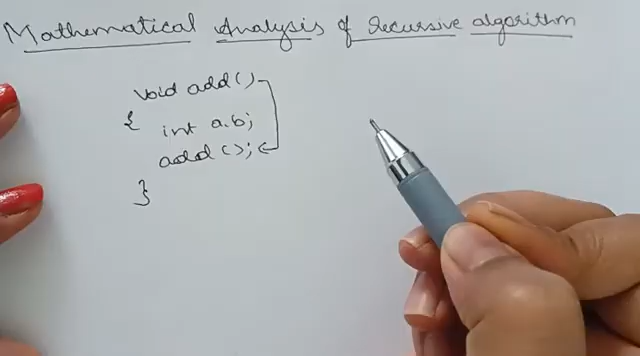 Mathematical Analysis of Recursive algorithm
void add()
{
int a,b;
add();
}